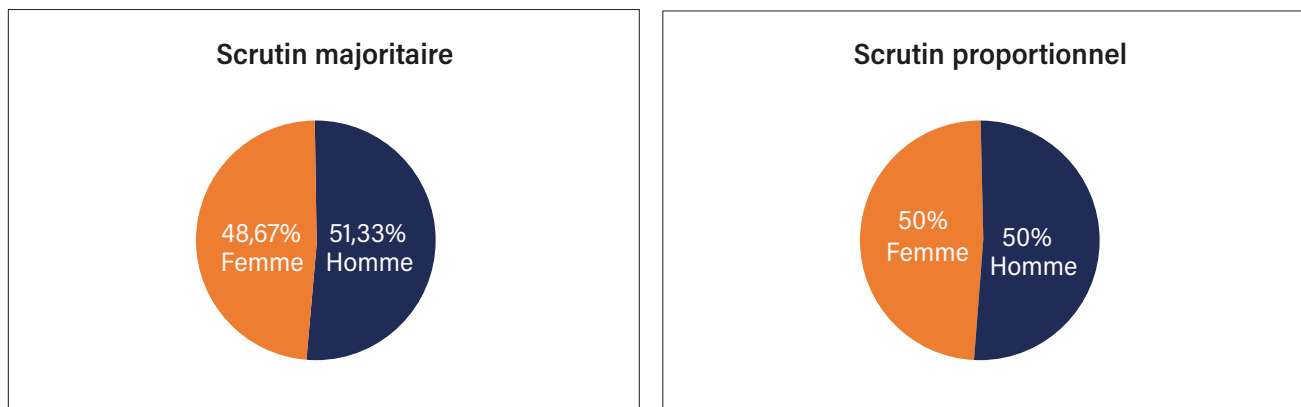 Scrutin majoritaire
48,67%
Femme
51,33%
Homme
Scrutin proportionnel
50%
Femme
50%
Homme